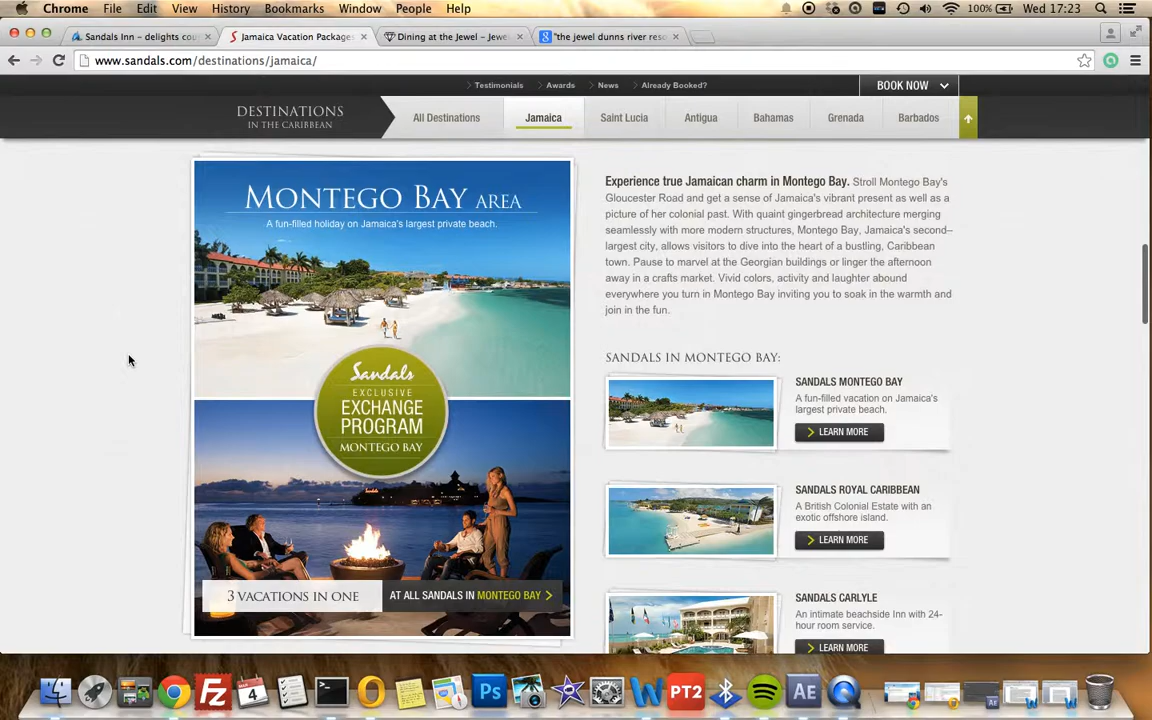 Chrome File Edit View History Bookmarks Window People Help 100% Wed 17:23
Sandals Inn – delights cou
Jamaica Vacation Package
Dining at the Jewel – Jewe
"the jewel dunns river reso
www.sandals.com/destinations/jamaica/
Testimonials Awards News Already Booked? BOOK NOW
DESTINATIONS
IN THE CARIBBEAN
All Destinations Jamaica Saint Lucia Antigua Bahamas Grenada Barbados
MONTEGO BAY AREA
A fun-filled holiday on Jamaica's largest private beach.
Sandals
EXCLUSIVE
EXCHANGE
PROGRAM
MONTEGO BAY
3 VACATIONS IN ONE
AT ALL SANDALS IN MONTEGO BAY
Experience true Jamaican charm in Montego Bay. Stroll Montego Bay's
Gloucester Road and get a sense of Jamaica's vibrant present as well as a
picture of her colonial past. With quaint gingerbread architecture merging
seamlessly with more modern structures, Montego Bay, Jamaica's second–
largest city, allows visitors to dive into the heart of a bustling, Caribbean
town. Pause to marvel at the Georgian buildings or linger the afternoon
away in a crafts market. Vivid colors, activity and laughter abound
everywhere you turn in Montego Bay inviting you to soak in the warmth and
join in the fun.
SANDALS IN MONTEGO BAY:
SANDALS MONTEGO BAY
A fun-filled vacation on Jamaica's
largest private beach.
LEARN MORE
SANDALS ROYAL CARIBBEAN
A British Colonial Estate with an
exotic offshore island.
LEARN MORE
SANDALS CARLYLE
An intimate beachside Inn with 24-
hour room service.
LEARN MORE
FZ
MAR
4
PT2
AE